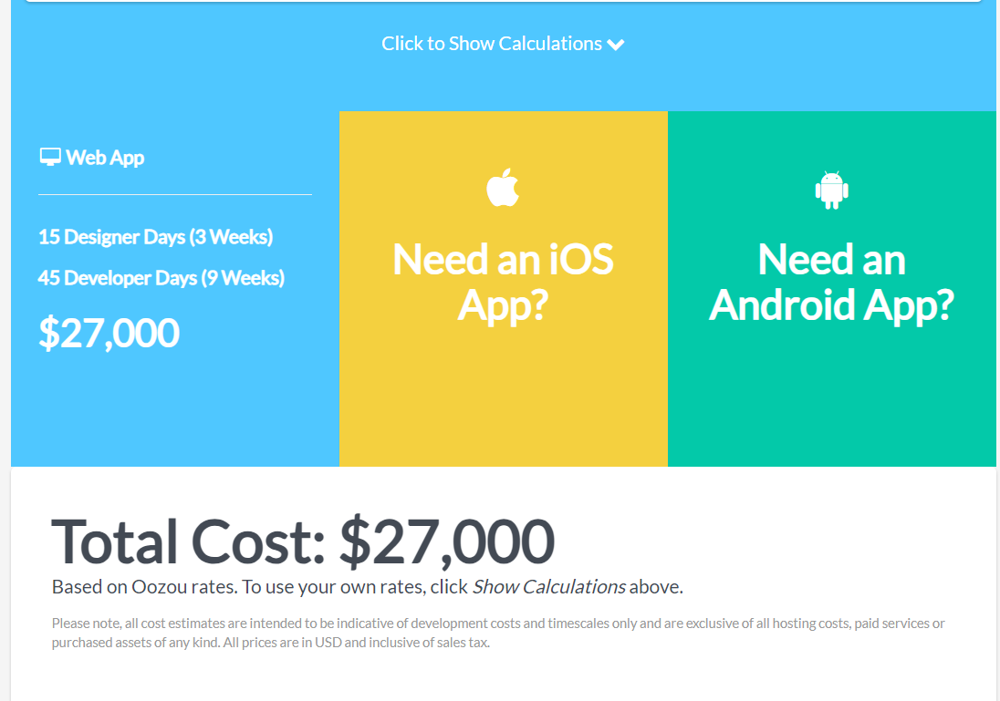 Click to Show Calculations
Web App
15 Designer Days (3 Weeks)
45 Developer Days (9 Weeks)
$27,000
Need an iOS
App?
Need an
Android App?
Total Cost: $27,000
Based on Oozou rates. To use your own rates, click Show Calculations above.
Please note, all cost estimates are intended to be indicative of development costs and timescales only and are exclusive of all hosting costs, paid services or
purchased assets of any kind. All prices are in USD and inclusive of sales tax.